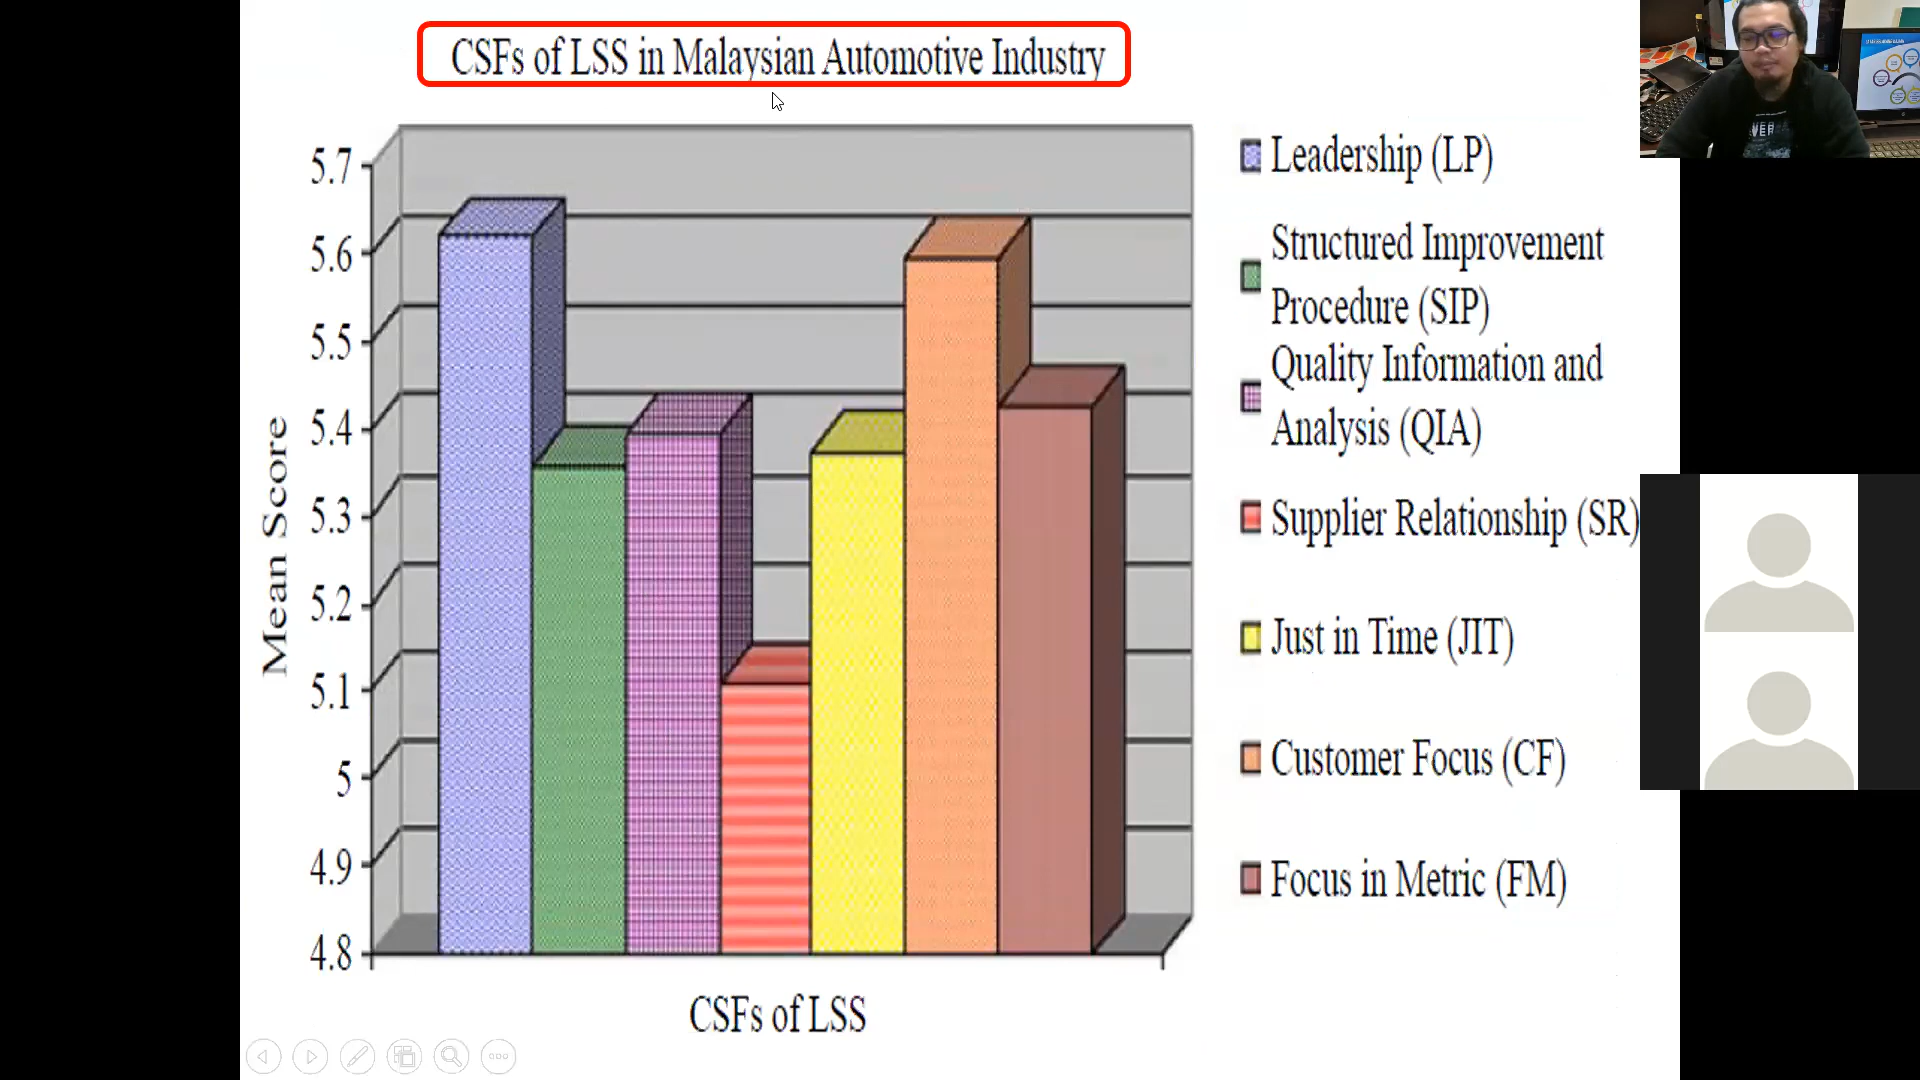 CSFs of LSS in Malaysian Automotive Industry
5.7
5.6
5.5
5.4
5.3
5.2
5.1
5
4.9
4.8
Mean Score
CSFs of LSS
Leadership (LP)
Structured Improvement
Procedure (SIP)
Quality Information and
Analysis (QIA)
Supplier Relationship (SR)
Just in Time (JIT)
Customer Focus (CF)
Focus in Metric (FM)